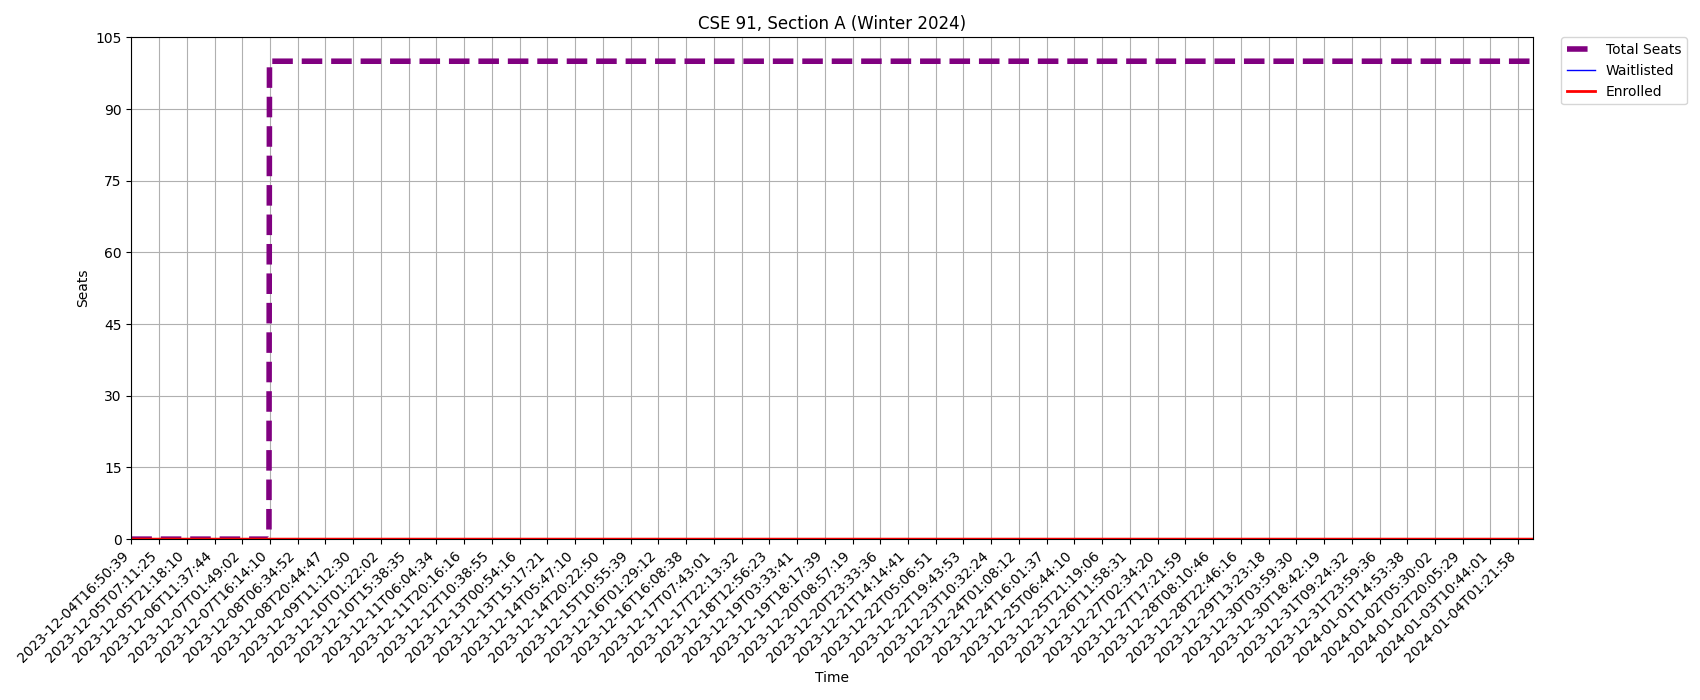 CSE 91, Section A (Winter 2024)
Total Seats
Waitlisted
Enrolled
105
90
75
60
45
30
15
0
Seats
2023-12-04T16:50:39
2023-12-05T07:11:25
2023-12-05T21:18:10
2023-12-06T11:37:44
2023-12-07T01:49:02
2023-12-07T16:14:10
2023-12-08T06:34:52
2023-12-08T20:44:47
2023-12-09T11:12:30
2023-12-10T01:22:02
2023-12-10T15:38:35
2023-12-11T06:04:34
2023-12-11T20:16:16
2023-12-12T10:38:55
2023-12-13T00:54:16
2023-12-13T15:17:21
2023-12-14T05:47:10
2023-12-14T20:22:50
2023-12-15T10:55:39
2023-12-16T01:29:12
2023-12-16T16:08:38
2023-12-17T07:43:01
2023-12-17T22:13:32
2023-12-18T12:56:23
2023-12-19T03:33:41
2023-12-19T18:17:39
2023-12-20T08:57:19
2023-12-20T23:33:36
2023-12-21T14:14:41
2023-12-22T05:06:51
2023-12-22T19:43:53
2023-12-23T10:32:24
2023-12-24T01:08:12
2023-12-24T16:01:37
2023-12-25T06:44:10
2023-12-25T21:19:06
2023-12-26T11:58:31
2023-12-27T02:34:20
2023-12-27T17:21:59
2023-12-28T08:10:46
2023-12-28T22:46:16
2023-12-29T13:23:18
2023-12-30T03:59:30
2023-12-30T18:42:19
2023-12-31T09:24:32
2023-12-31T23:59:36
2024-01-01T14:53:38
2024-01-02T05:30:02
2024-01-02T20:05:29
2024-01-03T10:44:01
2024-01-04T01:21:58
Time